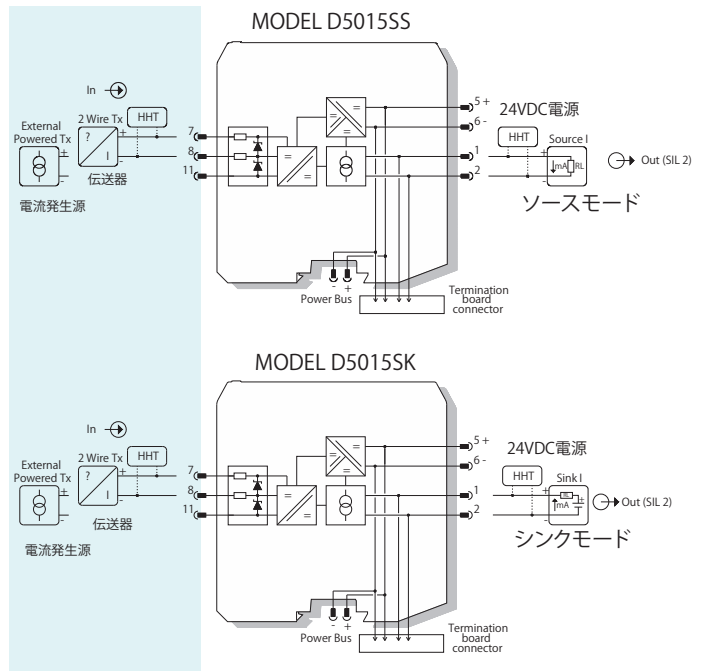 MODEL D5015SS
In
External
Powered Tx
+
-
電流発生源
2 Wire Tx
?
I
+
-
伝送器
HHT
7
8
11
5 +
6 -
1
2
24VDC電源
HHT
Source I
+
-
mA
RL
Out (SIL 2)
ソースモード
- +
Power Bus
Termination
board
connector
MODEL D5015SK
In
External
Powered Tx
+
-
電流発生源
2 Wire Tx
?
I
+
-
伝送器
HHT
7
8
11
5 +
6 -
1
2
24VDC電源
HHT
Sink I
+
-
RL
mA
+
Out (SIL 2)
シンクモード
- +
Power Bus
Termination
board
connector